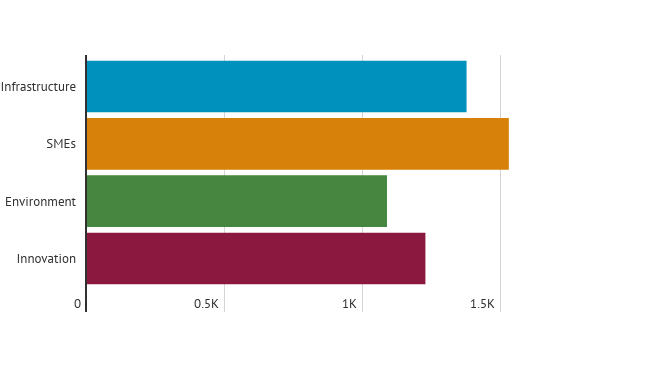 Infrastructure
SMEs
Environment
Innovation
0
0.5K
1K
1.5K